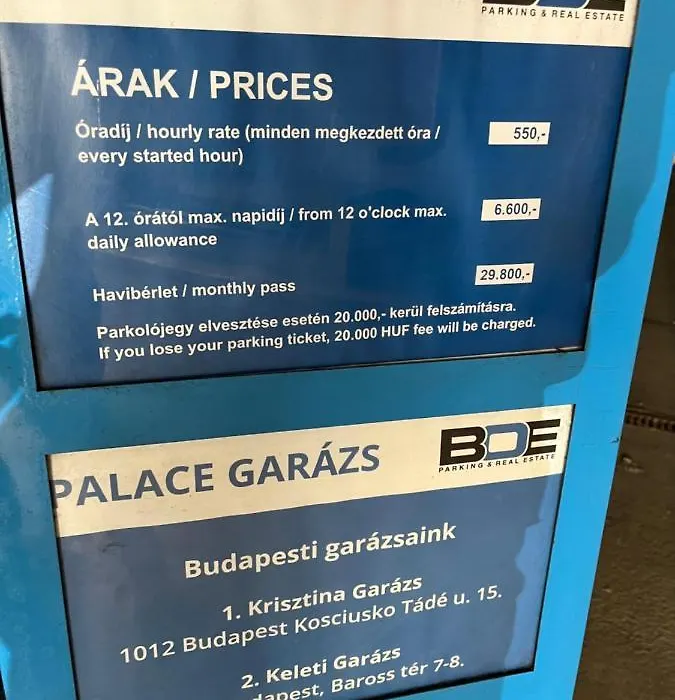 PARKING & REAL ESTATE
ÁRAK / PRICES
Óradíj / hourly rate (minden megkezdett óra / 550,-
every started hour)
A 12. órától max. napidíj / from 12 o'clock max. 6.600,-
daily allowance
Havibérlet / monthly pass 29.800,-
Parkolójegy elvesztése esetén 20.000,- kerül felszámításra.
If you lose your parking ticket, 20.000 HUF fee will be charged.
PALACE GARÁZS
BDE
PARKING & REAL ESTATE
Budapesti garázsaink
1. Krisztina Garázs
1012 Budapest Kosciusko Tádé u. 15.
2. Keleti Garázs
dapest, Baross tér 7-8.